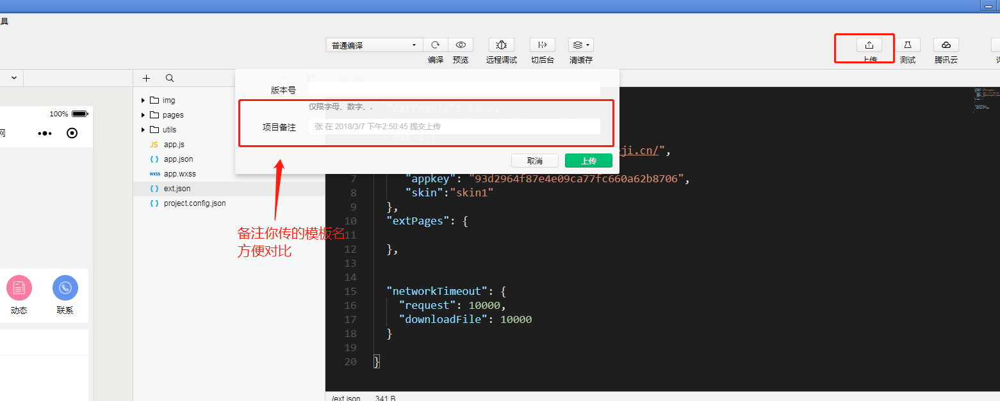 具
普通编译
编译
预览
远程调试
切后台
清缓存
上传
测试
腾讯云
版本号
仅限字母、数字、.
项目备注
张 在 2018/3/7 下午2:50:45 提交上传
取消
上传
100%
网
动态
联系
img
pages
utils
JS app.js
{ } app.json
wxss app.wxss
{ } ext.json
{ } project.config.json
备注你传的模板名
方便对比
"extEnable": true,
"ext": {
ji.cn/",
7 "appkey": "93d2964f87e4e09ca77fc660a62b8706",
8 "skin":"skin1"
9 },
10 "extPages": {
11
12 },
13
14
15 "networkTimeout": {
16 "request": 10000,
17 "downloadFile": 10000
18 }
19
20 }
/ext.json 341 B